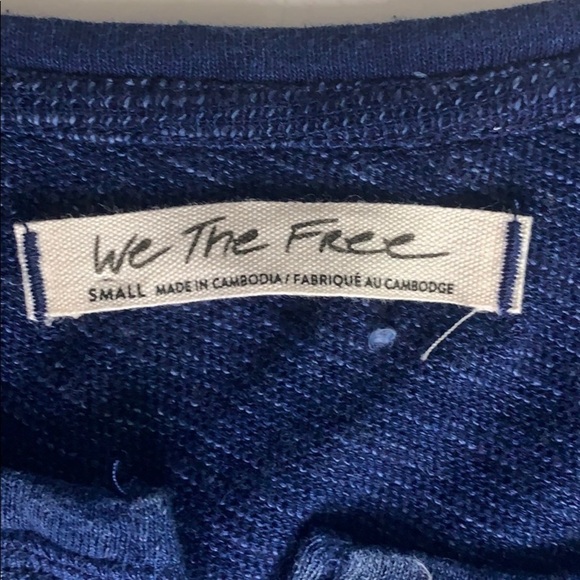 We The Free
SMALL MADE IN CAMBODIA / FABRIQUÉ AU CAMBODGE